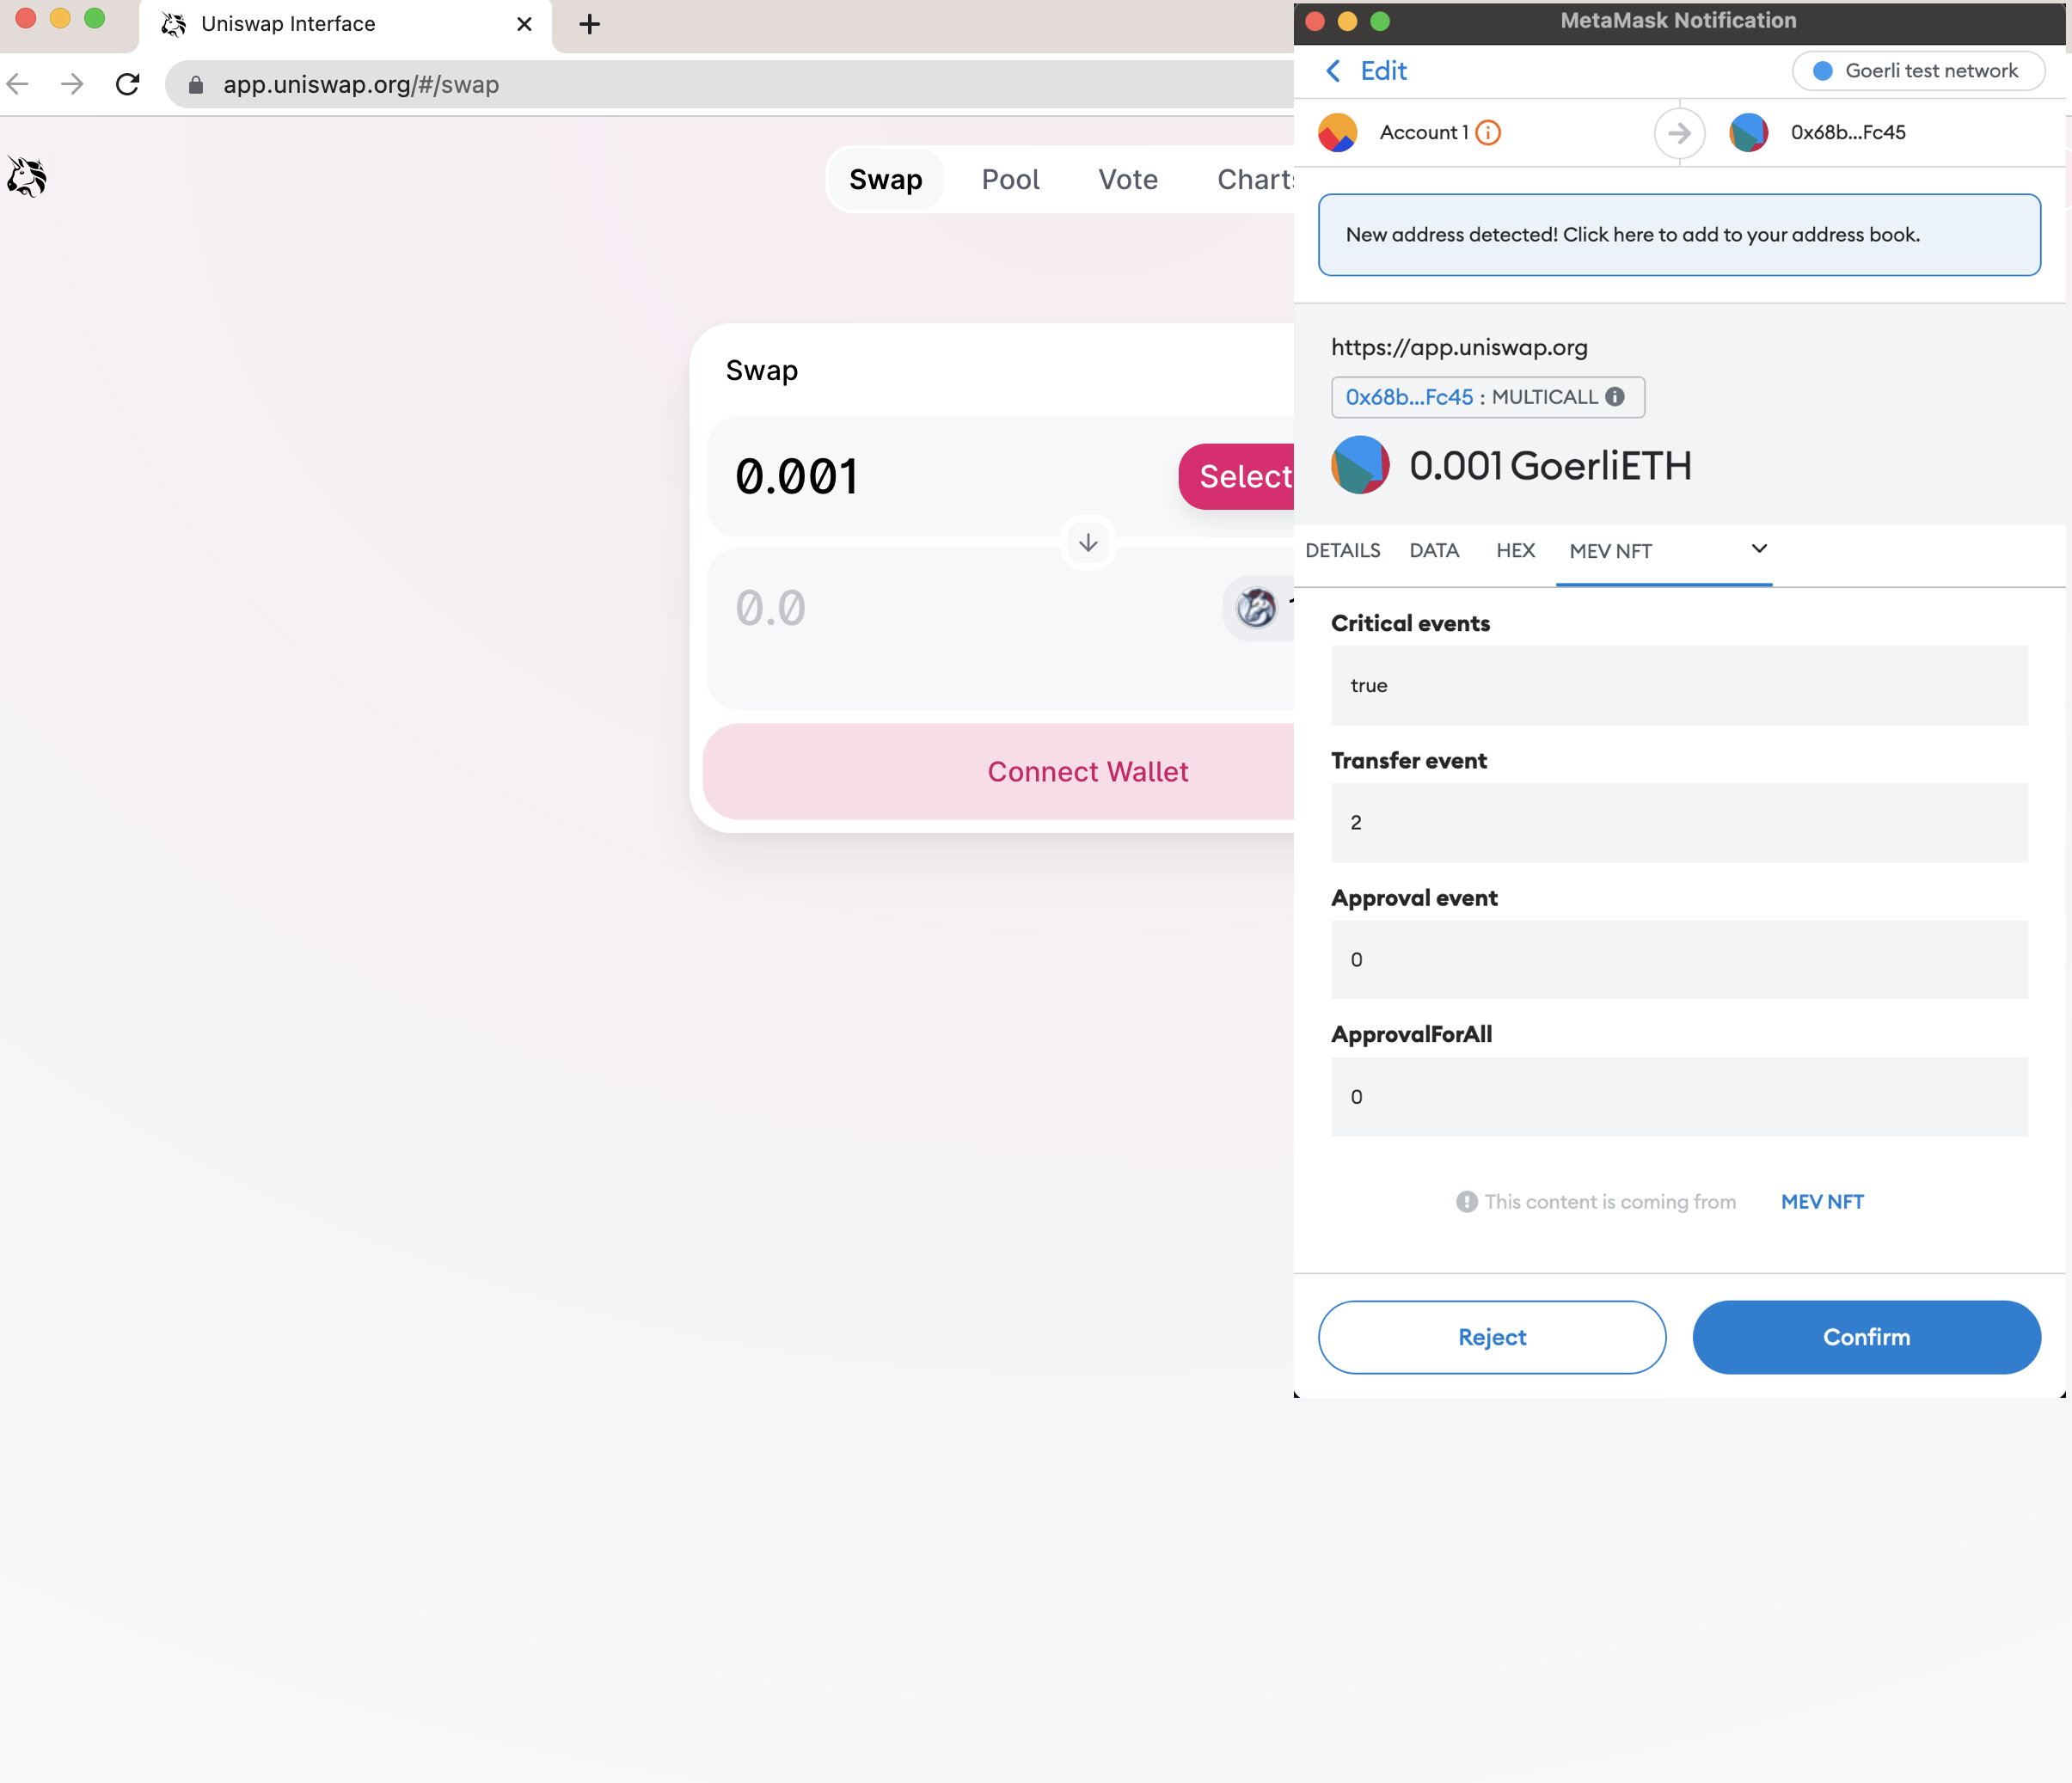 Uniswap Interface
app.uniswap.org/#/swap
Swap
Pool
Vote
Charts
Swap
0.001
Select
0.0
Connect Wallet
MetaMask Notification
Edit
Goerli test network
Account 1
0x68b...Fc45
New address detected! Click here to add to your address book.
https://app.uniswap.org
0x68b...Fc45 : MULTICALL
0.001 GoerliETH
DETAILS
DATA
HEX
MEV NFT
Critical events
true
Transfer event
2
Approval event
0
ApprovalForAll
0
This content is coming from
MEV NFT
Reject
Confirm